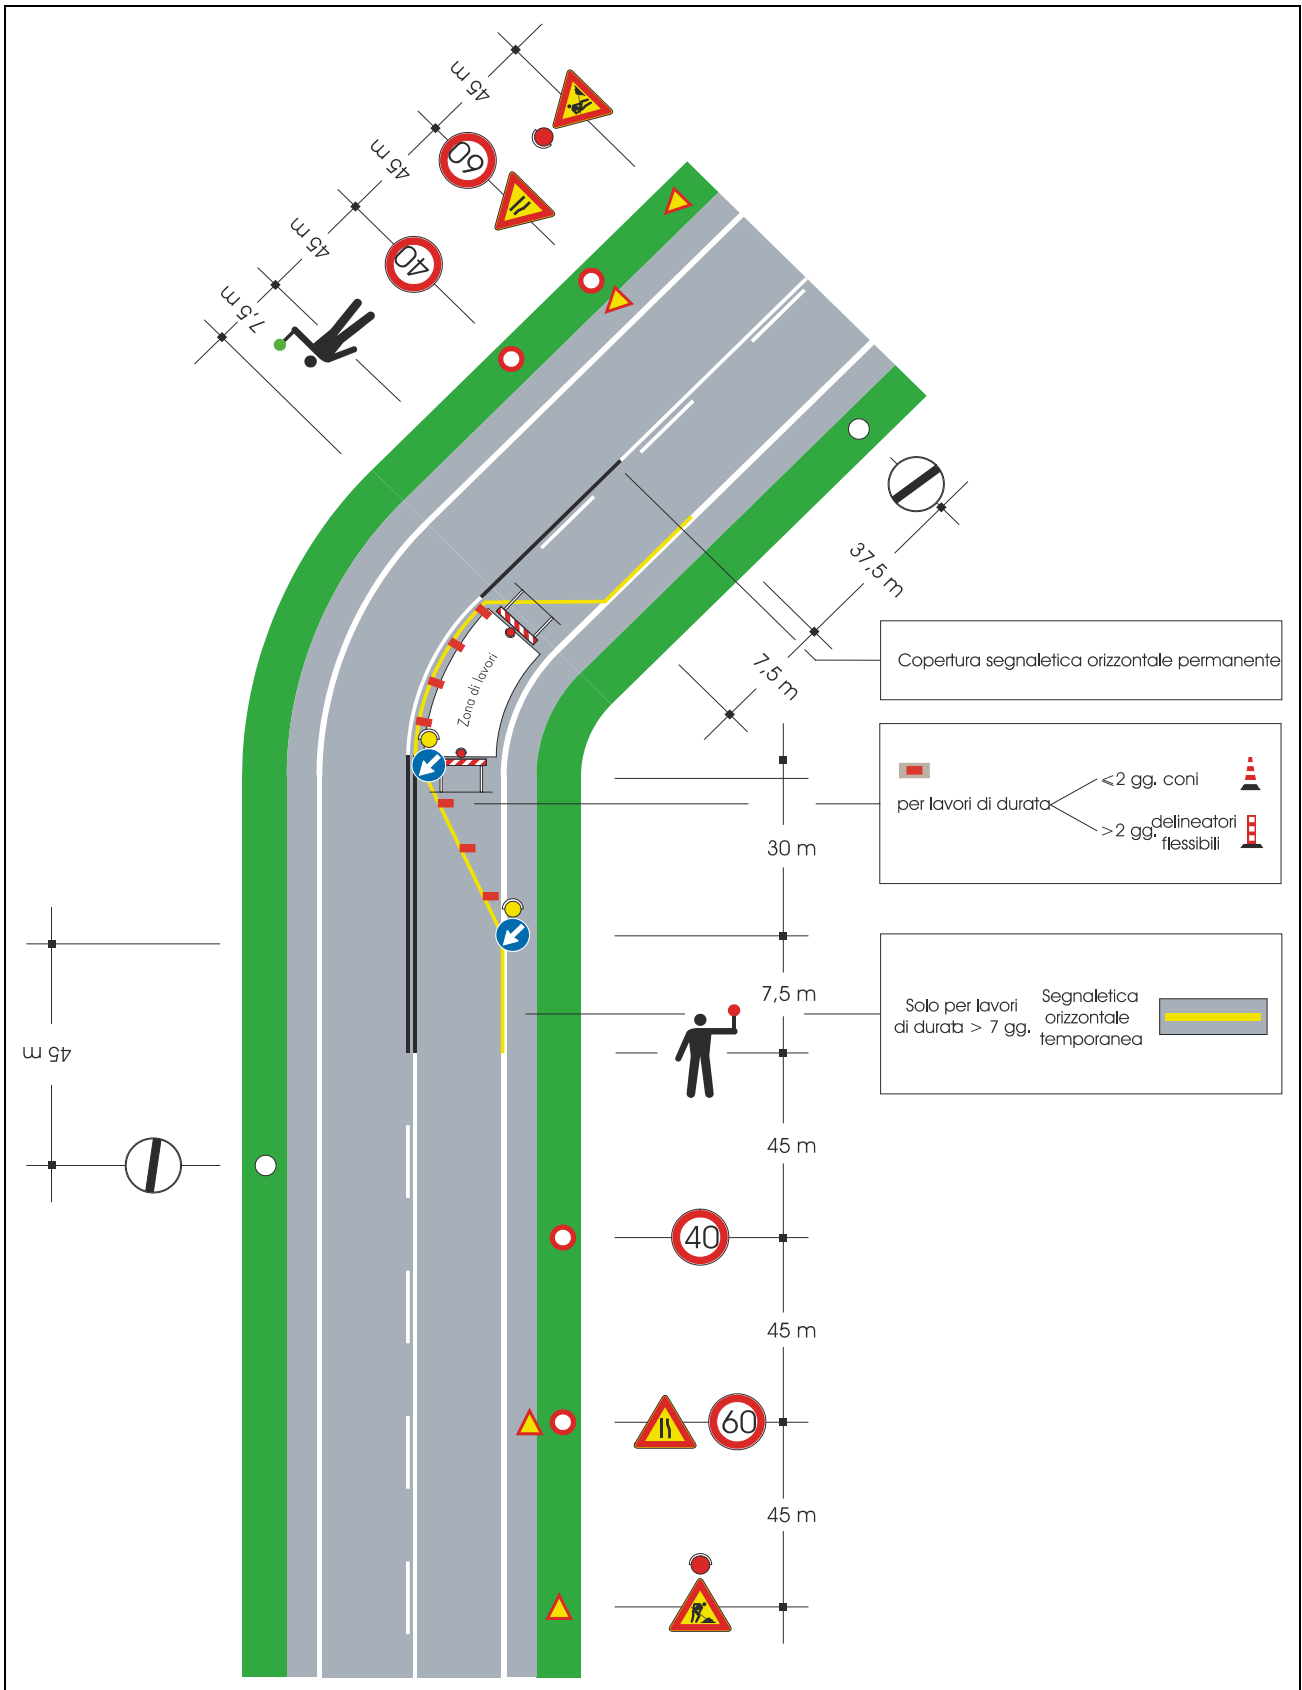 45 m
60
45 m
40
45 m
7,5 m
37,5 m
7,5 m
Copertura segnaletica orizzontale permanente
Zona di lavori
per lavori di durata
⩽2 gg. coni
>2 gg. delineatori
flessibili
30 m
7,5 m
Solo per lavori
di durata > 7 gg.
Segnaletica
orizzontale
temporanea
45 m
45 m
40
45 m
60
45 m